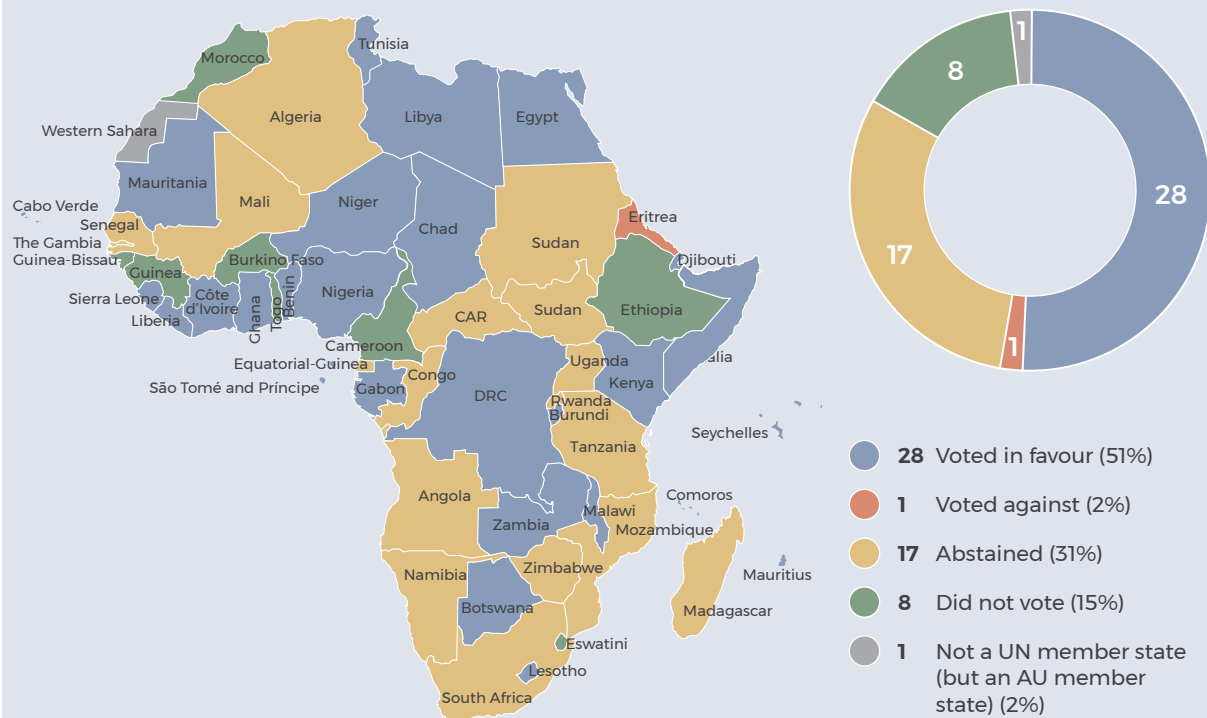 Tunisia
Morocco
Algeria
Libya
Egypt
Western Sahara
Mauritania
Mali
Niger
Cabo Verde
Senegal
Eritrea
Chad
The Gambia
Sudan
Guinea-Bissau
Burkino Faso
Djibouti
Guinea
Nigeria
Benin
Sierra Leone
Côte
d’Ivoire
Ghana
Togo
Sudan
Ethiopia
Liberia
CAR
Cameroon
alia
Equatorial-Guinea
Uganda
Congo
Kenya
São Tomé and Príncipe
Gabon
DRC
Rwanda
Burundi
Seychelles
Tanzania
Angola
Comoros
Malawi
Zambia
Mozambique
Zimbabwe
Namibia
Mauritius
Botswana
Madagascar
Eswatini
Lesotho
South Africa
1
8
28
17
1
28 Voted in favour (51%)
1 Voted against (2%)
17 Abstained (31%)
8 Did not vote (15%)
1 Not a UN member state
(but an AU member
state) (2%)